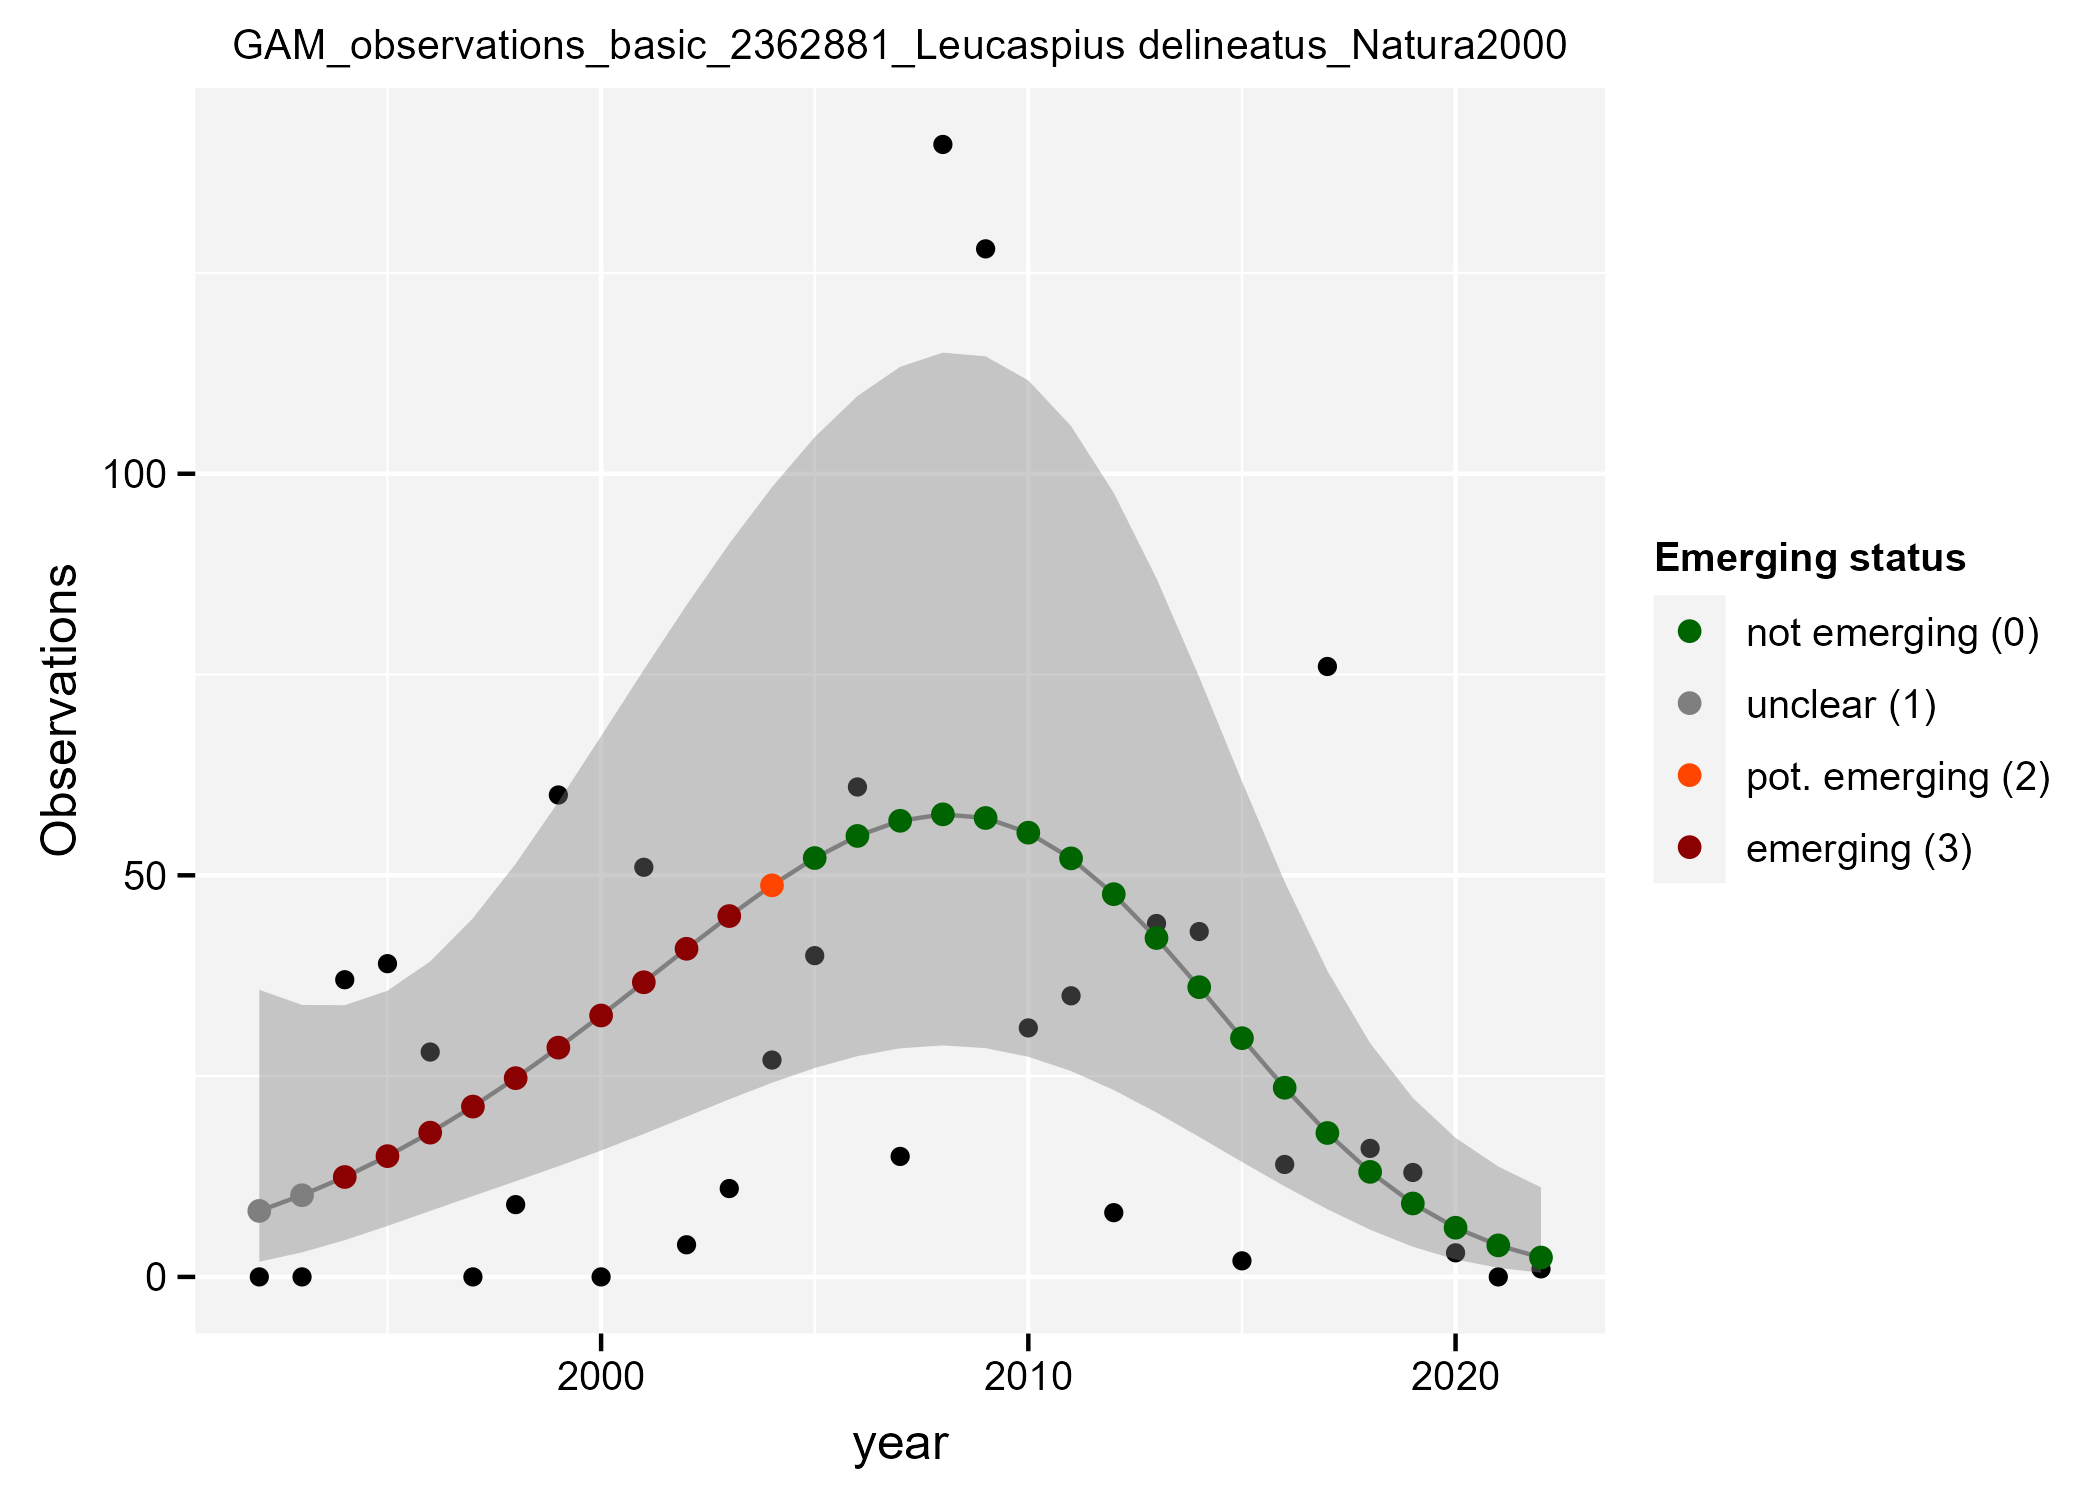 GAM_observations_basic_2362881_Leucaspius delineatus_Natura2000
Observations
100
50
0
2000
2010
2020
year
Emerging status
not emerging (0)
unclear (1)
pot. emerging (2)
emerging (3)